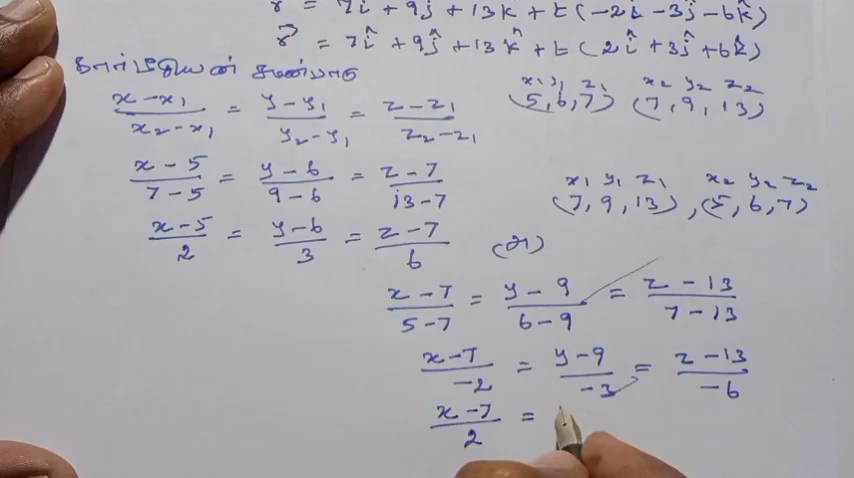 r⃗ = 7î + 9ĵ + 13k̂ + t(-2î - 3ĵ - 6k̂)
r⃗ = 7î + 9ĵ + 13k̂ + t(2î + 3ĵ + 6k̂)
கார்டீசியன் சமன்பாடு
x₁ y₁ z₁ x₂ y₂ z₂
(5,6,7) (7, 9, 13)
(x-x₁)/(x₂-x₁) = (y-y₁)/(y₂-y₁) = (z-z₁)/(z₂-z₁)
(x-5)/(7-5) = (y-6)/(9-6) = (z-7)/(13-7)
x₁ y₁ z₁ x₂ y₂ z₂
(7, 9, 13), (5, 6, 7)
(x-5)/2 = (y-6)/3 = (z-7)/6 (அ)
(x-7)/(5-7) = (y-9)/(6-9) = (z-13)/(7-13)
(x-7)/-2 = (y-9)/-3 = (z-13)/-6
(x-7)/2 =